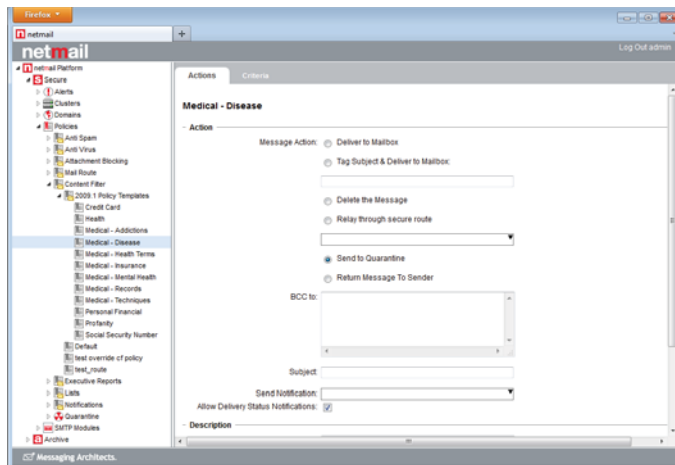 Firefox
netmail
netmail
Log Out admin
netmail Platform
Secure
Alerts
Clusters
Domains
Policies
Anti Spam
Anti Virus
Attachment Blocking
Mail Route
Content Filter
2009.1 Policy Templates
Credit Card
Health
Medical - Addictions
Medical - Disease
Medical - Health Terms
Medical - Insurance
Medical - Mental Health
Medical - Records
Medical - Techniques
Personal Financial
Profanity
Social Security Number
Default
test override cf policy
test_route
Executive Reports
Lists
Notifications
Quarantine
SMTP Modules
Archive
Actions
Criteria
Medical - Disease
Action
Message Action:
Deliver to Mailbox
Tag Subject & Deliver to Mailbox:
Delete the Message
Relay through secure route
Send to Quarantine
Return Message To Sender
BCC to:
Subject:
Send Notification:
Allow Delivery Status Notifications:
Description
Messaging Architects.